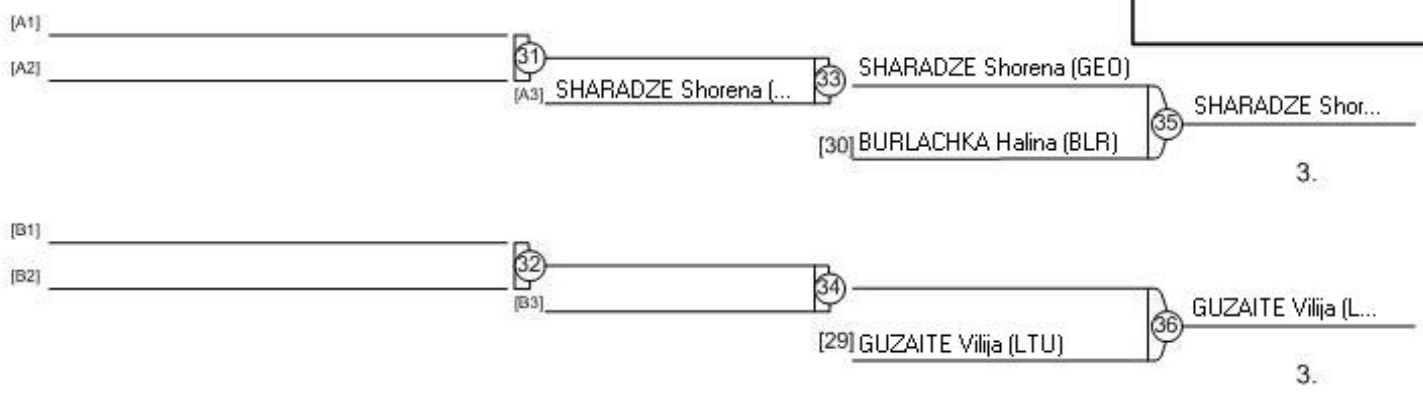 [A1]
[A2]
31
[A3] SHARADZE Shorena (...
33
SHARADZE Shorena (GEO)
[30] BURLACHKA Halina (BLR)
35
SHARADZE Shor...
3.
[B1]
[B2]
32
[B3]
34
[29] GUZAITE Vilija (LTU)
36
GUZAITE Vilija (L...
3.